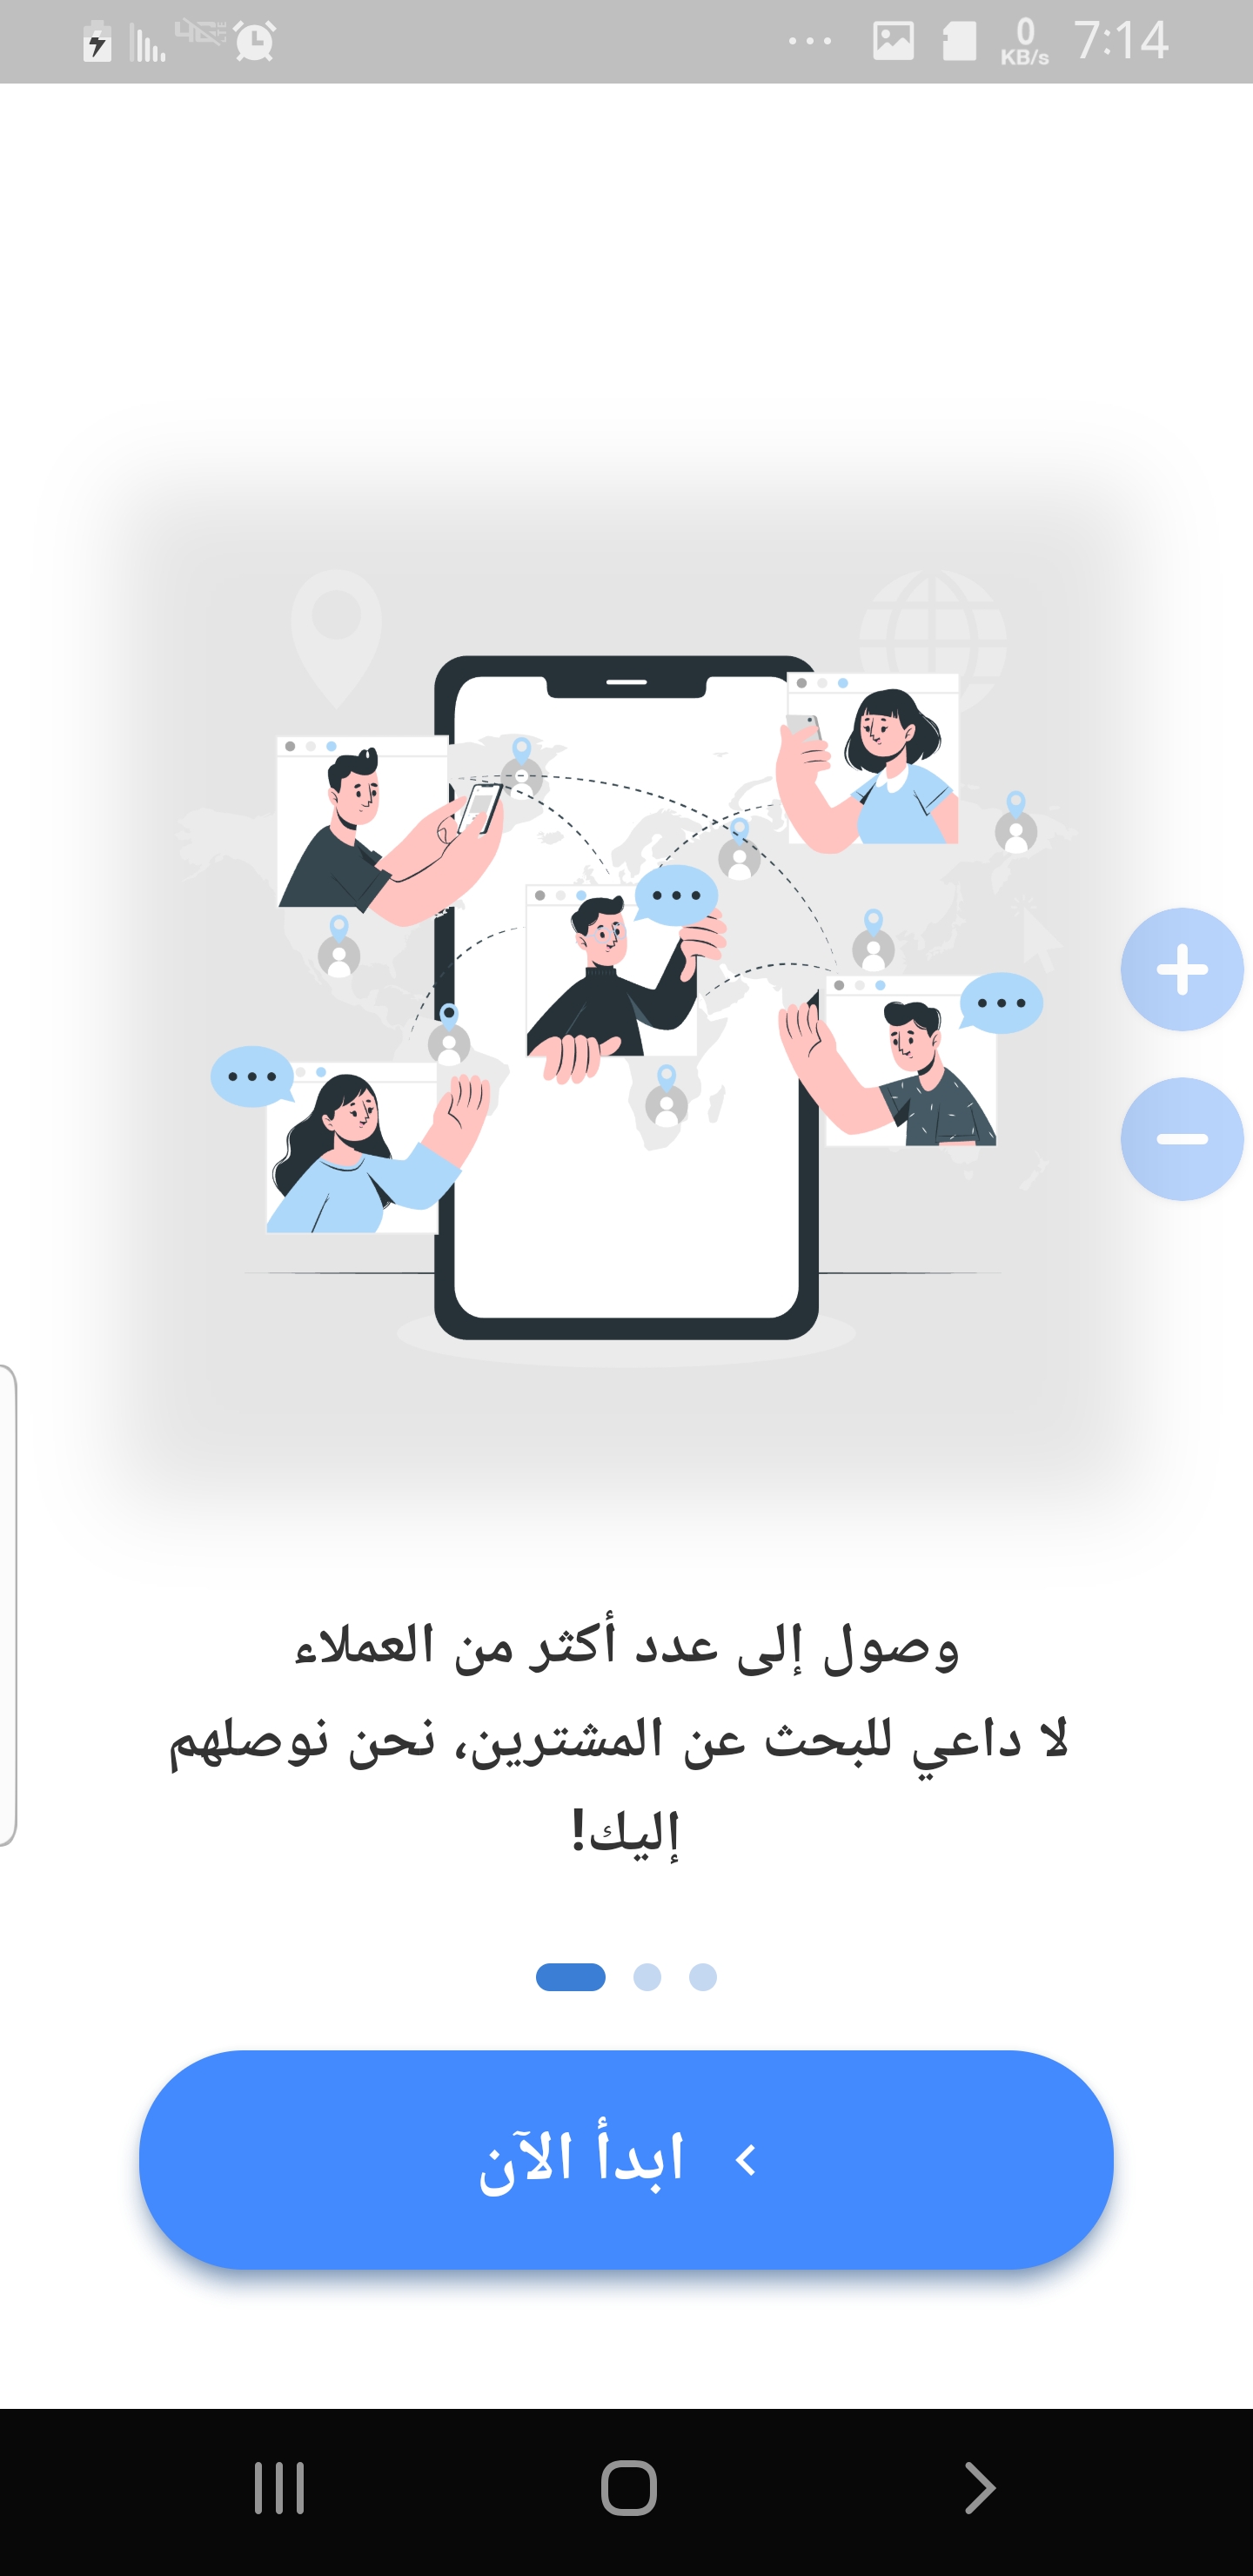 0
KB/s
7:14
وصول إلى عدد أكثر من العملاء
لا داعي للبحث عن المشترين، نحن نوصلهم
إليك!
ابدأ الآن